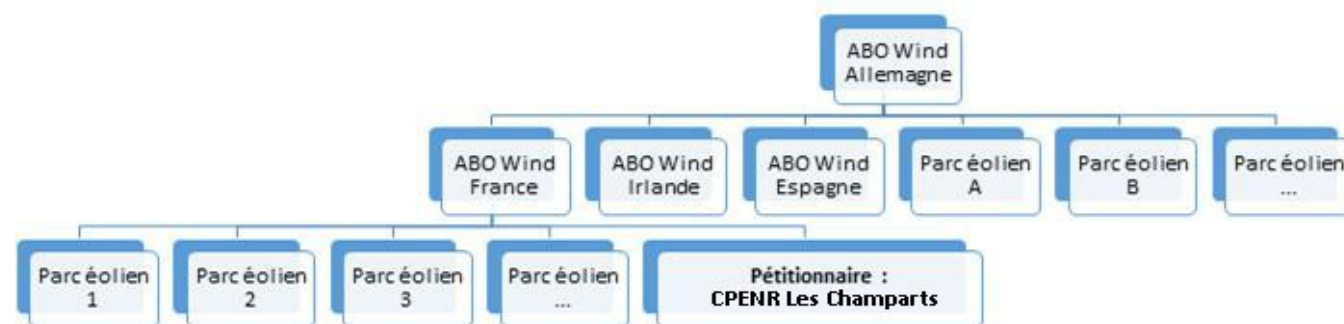 ABO Wind
Allemagne
ABO Wind
France
ABO Wind
Irlande
ABO Wind
Espagne
Parc éolien
A
Parc éolien
B
Parc éolien
...
Parc éolien
1
Parc éolien
2
Parc éolien
3
Parc éolien
...
Pétitionnaire :
CPENR Les Champarts